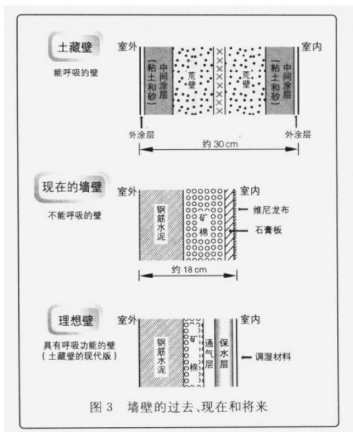 土藏壁
能呼吸的壁
室外
室内
中间涂层
(粘土和砂)
荒壁
荒壁
中间涂层
(粘土和砂)
外涂层
外涂层
约 30 cm
现在的墙壁
不能呼吸的壁
室外
室内
钢筋水泥
矿棉
维尼龙布
石膏板
约 18 cm
理想壁
具有呼吸功能的壁
(土藏壁的现代版)
室外
室内
钢筋水泥
矿棉
通气层
保水层
调湿材料
图 3 墙壁的过去、现在和将来